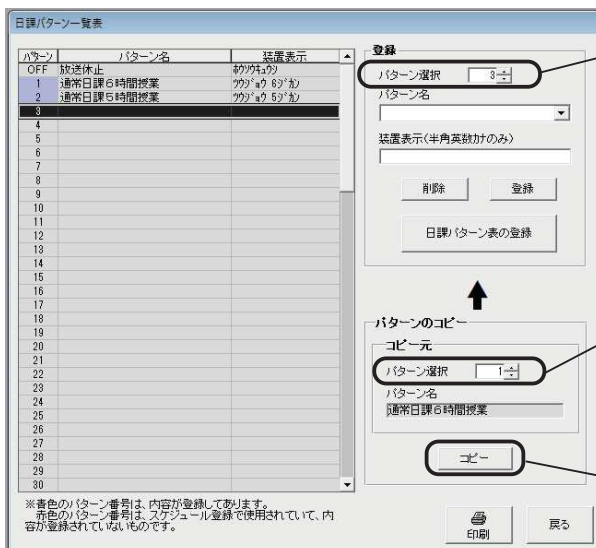 日課パターン一覧表
パターン パターン名 装置表示
OFF 放送休止 ﾎｳｿｳｷｭｳｼ
1 通常日課6時間授業 ﾂｳｼﾞｮｳ 6ｼﾞｶﾝ
2 通常日課5時間授業 ﾂｳｼﾞｮｳ 5ｼﾞｶﾝ
3
4
5
6
7
8
9
10
11
12
13
14
15
16
17
18
19
20
21
22
23
24
25
26
27
28
29
30
※青色のパターン番号は、内容が登録してあります。
赤色のパターン番号は、スケジュール登録で使用されていて、内
容が登録されていないものです。
登録
パターン選択 3
パターン名
装置表示(半角英数ｶﾅのみ)
削除 登録
日課パターン表の登録
パターンのコピー
コピー元
パターン選択 1
パターン名
通常日課6時間授業
コピー
印刷 戻る